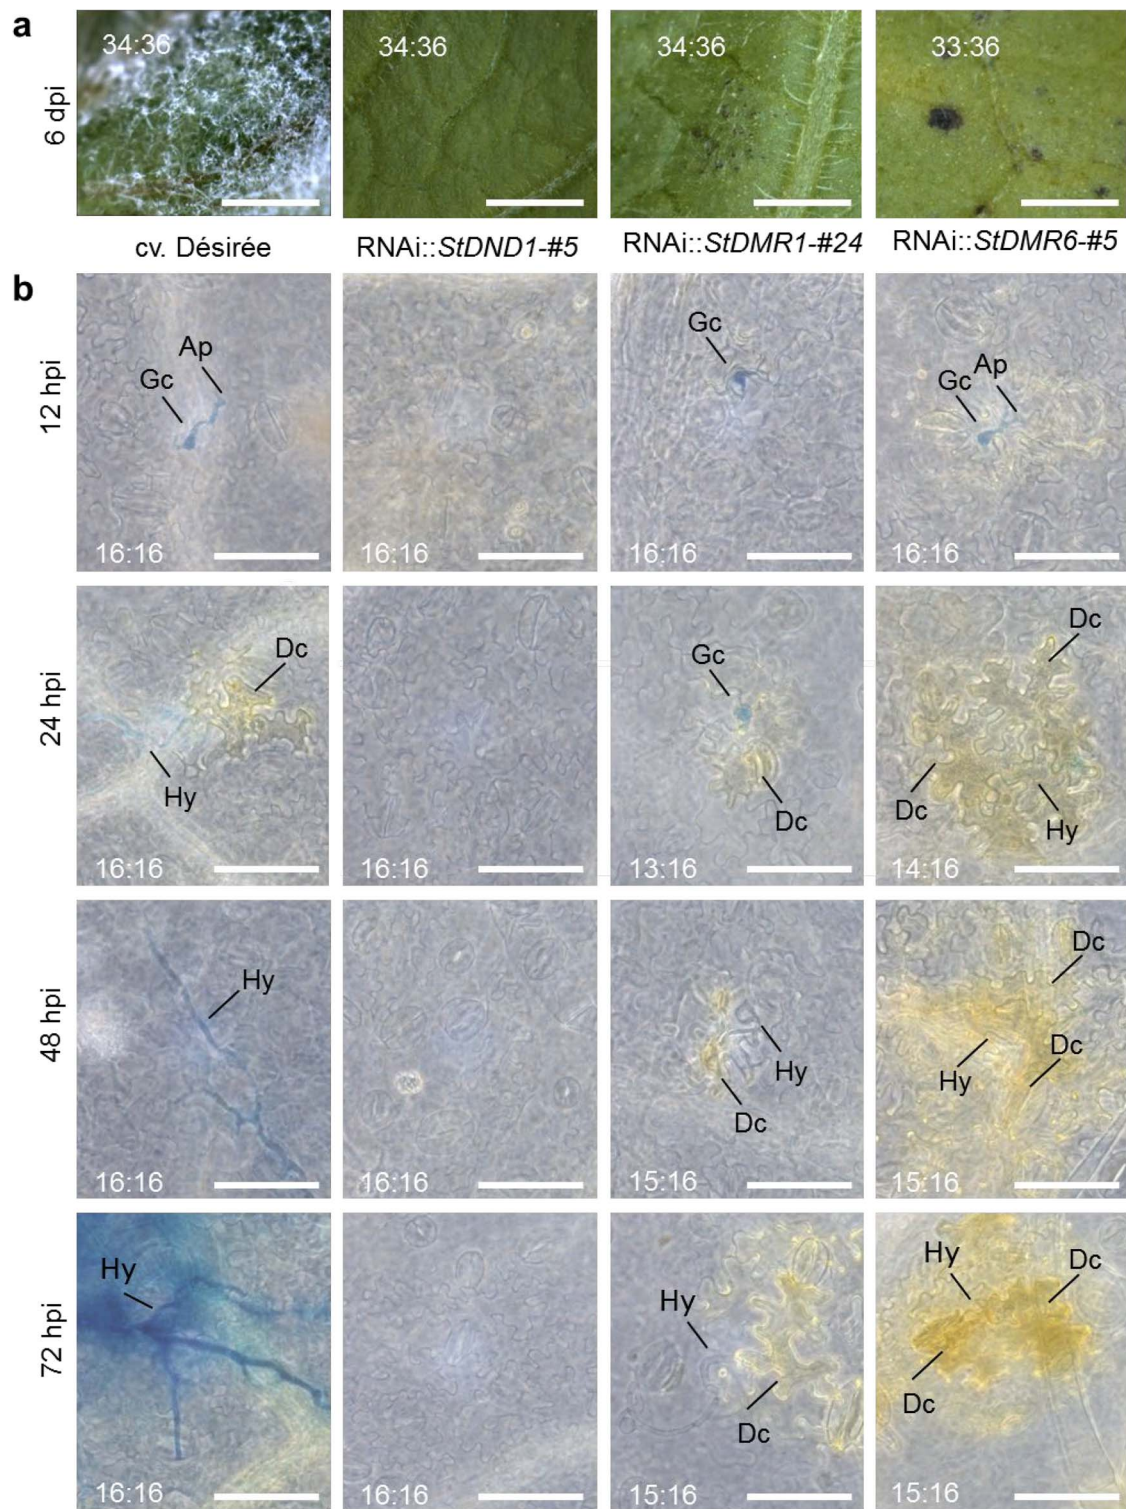 a
6 dpi
34:36
34:36
34:36
33:36
cv. Désirée
RNAi::StDND1-#5
RNAi::StDMR1-#24
RNAi::StDMR6-#5
b
12 hpi
Ap
Gc
16:16
16:16
Gc
16:16
Gc
Ap
16:16
24 hpi
Dc
Hy
16:16
16:16
Gc
Dc
13:16
Dc
Dc
Hy
14:16
48 hpi
Hy
16:16
16:16
Hy
Dc
15:16
Dc
Dc
Hy
15:16
72 hpi
Hy
16:16
16:16
Hy
Dc
15:16
Hy
Dc
Dc
15:16